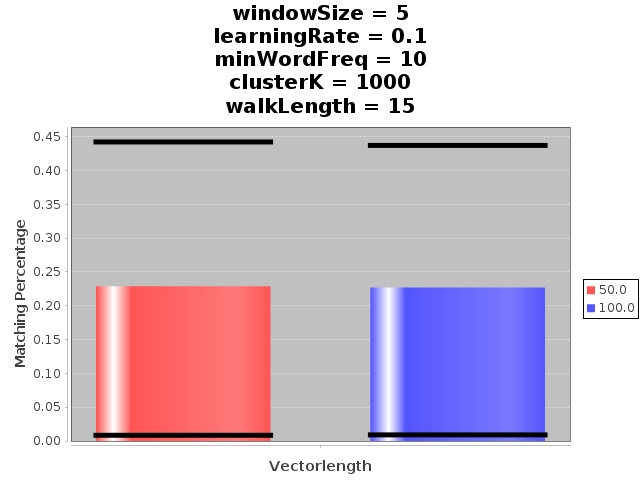 windowSize = 5
learningRate = 0.1
minWordFreq = 10
clusterK = 1000
walkLength = 15
Matching Percentage
0.45
0.40
0.35
0.30
0.25
0.20
0.15
0.10
0.05
0.00
Vectorlength
50.0
100.0